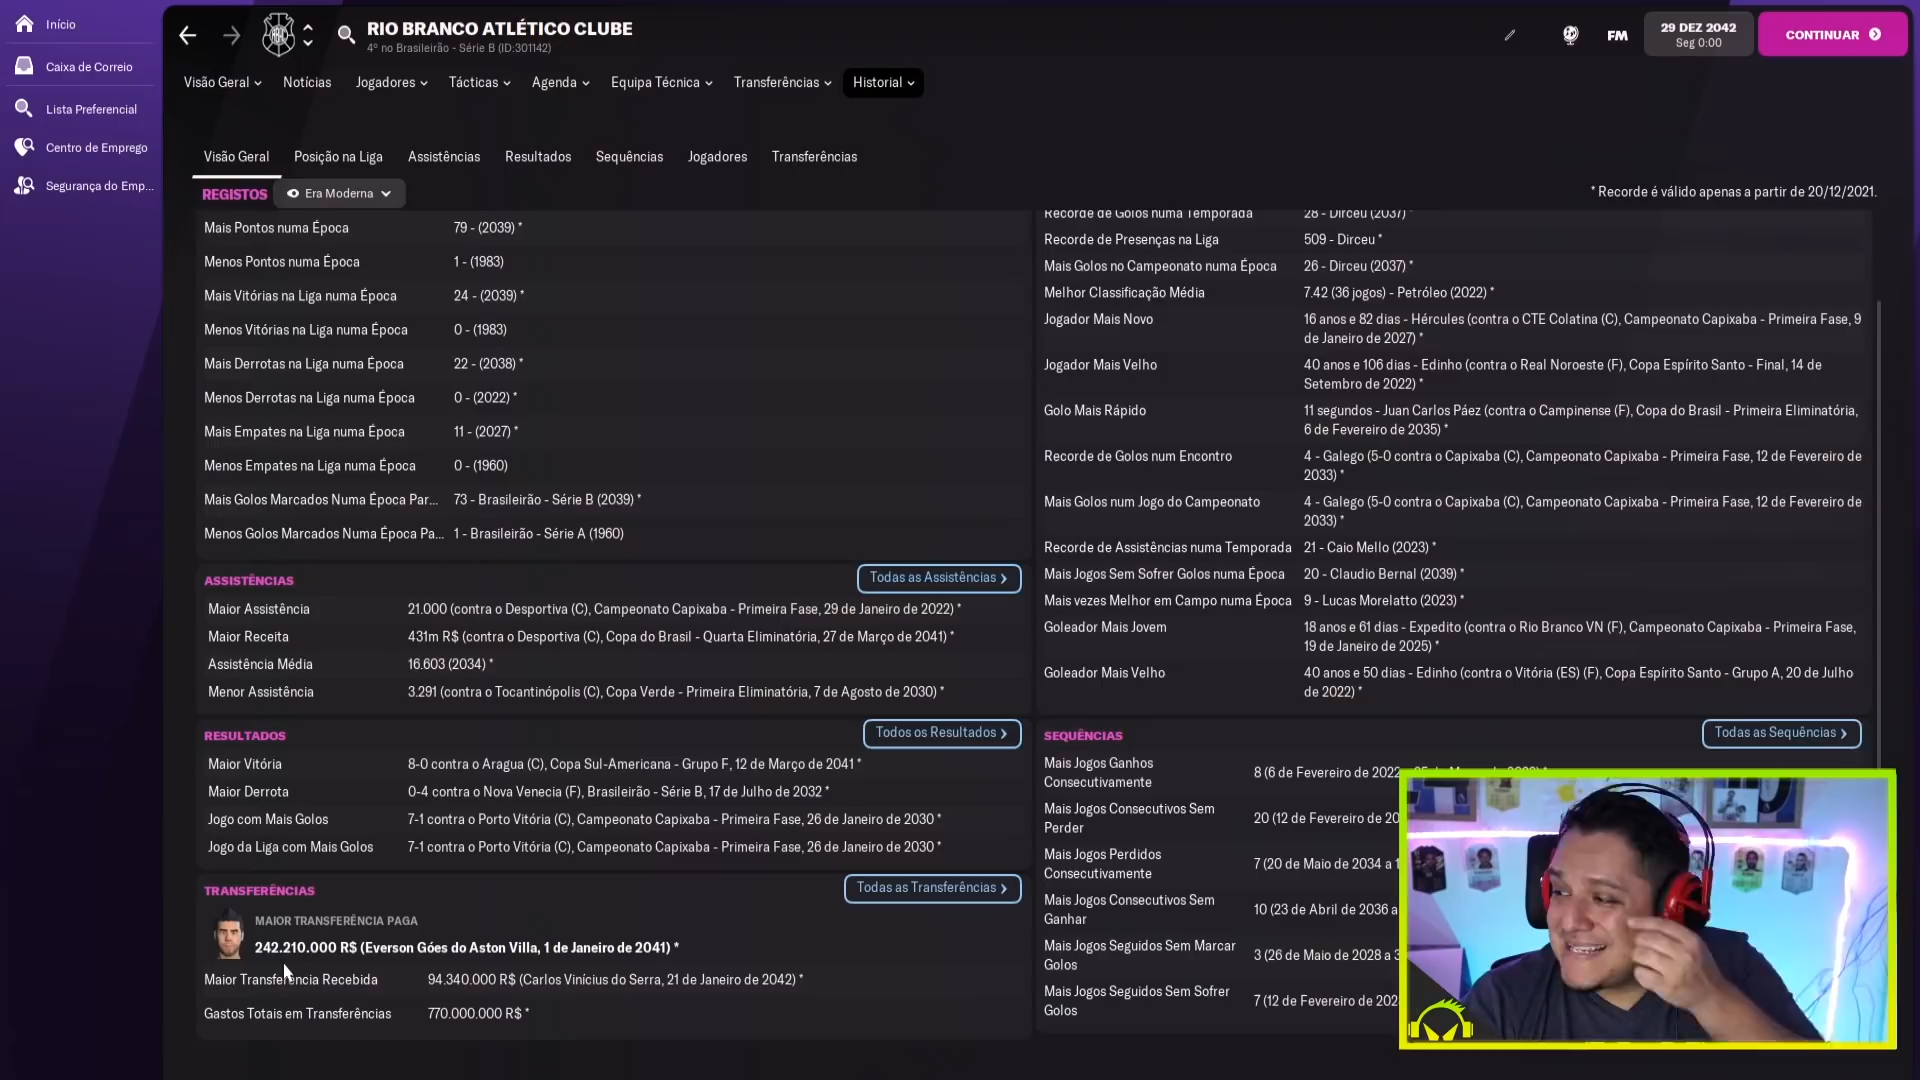 Início
Caixa de Correio
Lista Preferencial
Centro de Emprego
Segurança do Emp...
RIO BRANCO ATLÉTICO CLUBE
4º no Brasileirão - Série B (ID:301142)
FM
29 DEZ 2042
Seg 0:00
CONTINUAR
Visão Geral
Notícias
Jogadores
Tácticas
Agenda
Equipa Técnica
Transferências
Historial
Visão Geral
Posição na Liga
Assistências
Resultados
Sequências
Jogadores
Transferências
REGISTOS
Era Moderna
* Recorde é válido apenas a partir de 20/12/2021.
Mais Pontos numa Época 79 - (2039) *
Menos Pontos numa Época 1 - (1983)
Mais Vitórias na Liga numa Época 24 - (2039) *
Menos Vitórias na Liga numa Época 0 - (1983)
Mais Derrotas na Liga numa Época 22 - (2038) *
Menos Derrotas na Liga numa Época 0 - (2022) *
Mais Empates na Liga numa Época 11 - (2027) *
Menos Empates na Liga numa Época 0 - (1960)
Mais Golos Marcados Numa Época Par... 73 - Brasileirão - Série B (2039) *
Menos Golos Marcados Numa Época Pa... 1 - Brasileirão - Série A (1960)
ASSISTÊNCIAS
Todas as Assistências
Maior Assistência 21.000 (contra o Desportiva (C), Campeonato Capixaba - Primeira Fase, 29 de Janeiro de 2022) *
Maior Receita 431m R$ (contra o Desportiva (C), Copa do Brasil - Quarta Eliminatória, 27 de Março de 2041) *
Assistência Média 16.603 (2034) *
Menor Assistência 3.291 (contra o Tocantinópolis (C), Copa Verde - Primeira Eliminatória, 7 de Agosto de 2030) *
RESULTADOS
Todos os Resultados
Maior Vitória 8-0 contra o Aragua (C), Copa Sul-Americana - Grupo F, 12 de Março de 2041 *
Maior Derrota 0-4 contra o Nova Venecia (F), Brasileirão - Série B, 17 de Julho de 2032 *
Jogo com Mais Golos 7-1 contra o Porto Vitória (C), Campeonato Capixaba - Primeira Fase, 26 de Janeiro de 2030 *
Jogo da Liga com Mais Golos 7-1 contra o Porto Vitória (C), Campeonato Capixaba - Primeira Fase, 26 de Janeiro de 2030 *
TRANSFERÊNCIAS
Todas as Transferências
MAIOR TRANSFERÊNCIA PAGA
242.210.000 R$ (Everson Góes do Aston Villa, 1 de Janeiro de 2041) *
Maior Transferência Recebida 94.340.000 R$ (Carlos Vinícius do Serra, 21 de Janeiro de 2042) *
Gastos Totais em Transferências 770.000.000 R$ *
Recorde de Golos numa Temporada 28 - Dirceu (2037) *
Recorde de Presenças na Liga 509 - Dirceu *
Mais Golos no Campeonato numa Época 26 - Dirceu (2037) *
Melhor Classificação Média 7.42 (36 jogos) - Petróleo (2022) *
Jogador Mais Novo 16 anos e 82 dias - Hércules (contra o CTE Colatina (C), Campeonato Capixaba - Primeira Fase, 9
de Janeiro de 2027) *
Jogador Mais Velho 40 anos e 106 dias - Edinho (contra o Real Noroeste (F), Copa Espírito Santo - Final, 14 de
Setembro de 2022) *
Golo Mais Rápido 11 segundos - Juan Carlos Páez (contra o Campinense (F), Copa do Brasil - Primeira Eliminatória,
6 de Fevereiro de 2035) *
Recorde de Golos num Encontro 4 - Galego (5-0 contra o Capixaba (C), Campeonato Capixaba - Primeira Fase, 12 de Fevereiro de
2033) *
Mais Golos num Jogo do Campeonato 4 - Galego (5-0 contra o Capixaba (C), Campeonato Capixaba - Primeira Fase, 12 de Fevereiro de
2033) *
Recorde de Assistências numa Temporada 21 - Caio Mello (2023) *
Mais Jogos Sem Sofrer Golos numa Época 20 - Claudio Bernal (2039) *
Mais vezes Melhor em Campo numa Época 9 - Lucas Morelatto (2023) *
Goleador Mais Jovem 18 anos e 61 dias - Expedito (contra o Rio Branco VN (F), Campeonato Capixaba - Primeira Fase,
19 de Janeiro de 2025) *
Goleador Mais Velho 40 anos e 50 dias - Edinho (contra o Vitória (ES) (F), Copa Espírito Santo - Grupo A, 20 de Julho
de 2022) *
SEQUÊNCIAS
Todas as Sequências
Mais Jogos Ganhos
Consecutivamente 8 (6 de Fevereiro de 2022
Mais Jogos Consecutivos Sem
Perder 20 (12 de Fevereiro de 20
Mais Jogos Perdidos
Consecutivamente 7 (20 de Maio de 2034 a 1
Mais Jogos Consecutivos Sem
Ganhar 10 (23 de Abril de 2036 a
Mais Jogos Seguidos Sem Marcar
Golos 3 (26 de Maio de 2028 a 3
Mais Jogos Seguidos Sem Sofrer
Golos 7 (12 de Fevereiro de 202